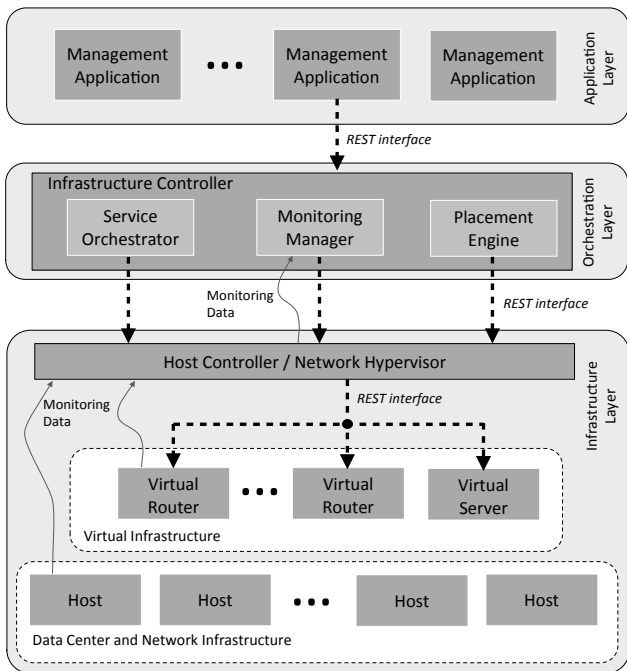 Management
Application
Management
Application
Management
Application
Application
Layer
REST interface
Infrastructure Controller
Service
Orchestrator
Monitoring
Manager
Placement
Engine
Orchestration
Layer
Monitoring
Data
REST interface
Host Controller / Network Hypervisor
Monitoring
Data
REST interface
Infrastructure
Layer
Virtual
Router
Virtual
Router
Virtual
Server
Virtual Infrastructure
Host
Host
Host
Host
Data Center and Network Infrastructure